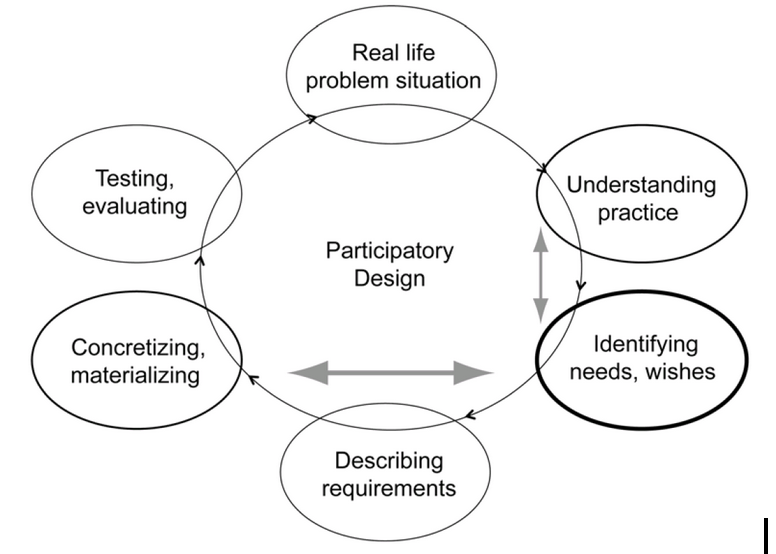 Real life
problem situation
Understanding
practice
Identifying
needs, wishes
Describing
requirements
Concretizing,
materializing
Testing,
evaluating
Participatory
Design